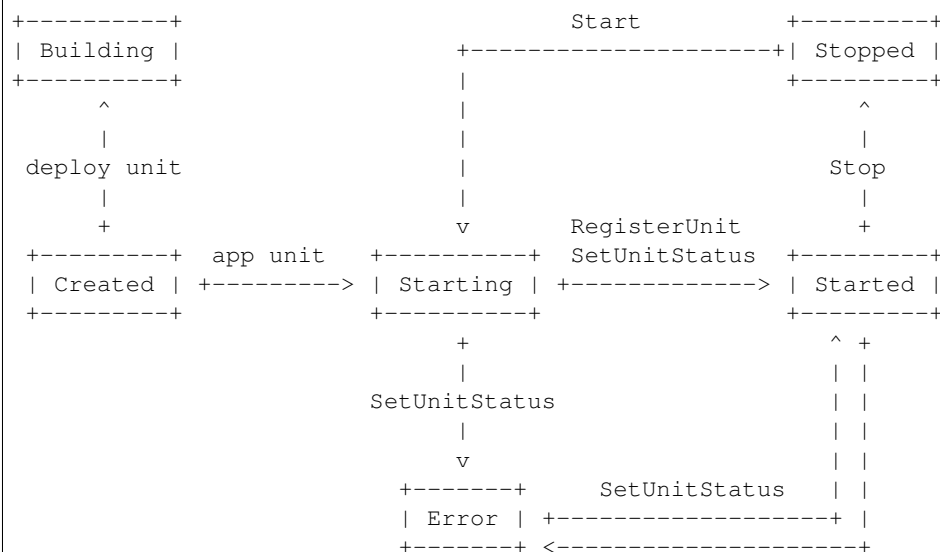 Start
Building
Stopped
deploy unit
Stop
RegisterUnit
app unit
SetUnitStatus
Created
Starting
Started
SetUnitStatus
SetUnitStatus
Error